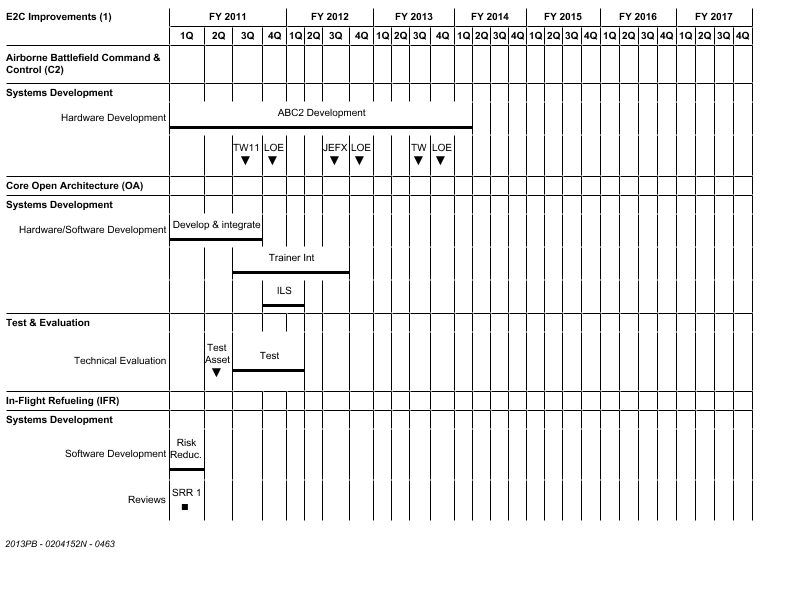 E2C Improvements (1) FY 2011 FY 2012 FY 2013 FY 2014 FY 2015 FY 2016 FY 2017
1Q 2Q 3Q 4Q 1Q 2Q 3Q 4Q 1Q 2Q 3Q 4Q 1Q 2Q 3Q 4Q 1Q 2Q 3Q 4Q 1Q 2Q 3Q 4Q 1Q 2Q 3Q 4Q
Airborne Battlefield Command &
Control (C2)
Systems Development
Hardware Development ABC2 Development
TW11 LOE JEFX LOE TW LOE
Core Open Architecture (OA)
Systems Development
Hardware/Software Development Develop & integrate
Trainer Int
ILS
Test & Evaluation
Technical Evaluation Test
Asset Test
In-Flight Refueling (IFR)
Systems Development
Software Development Risk
Reduc.
Reviews SRR 1
2013PB - 0204152N - 0463